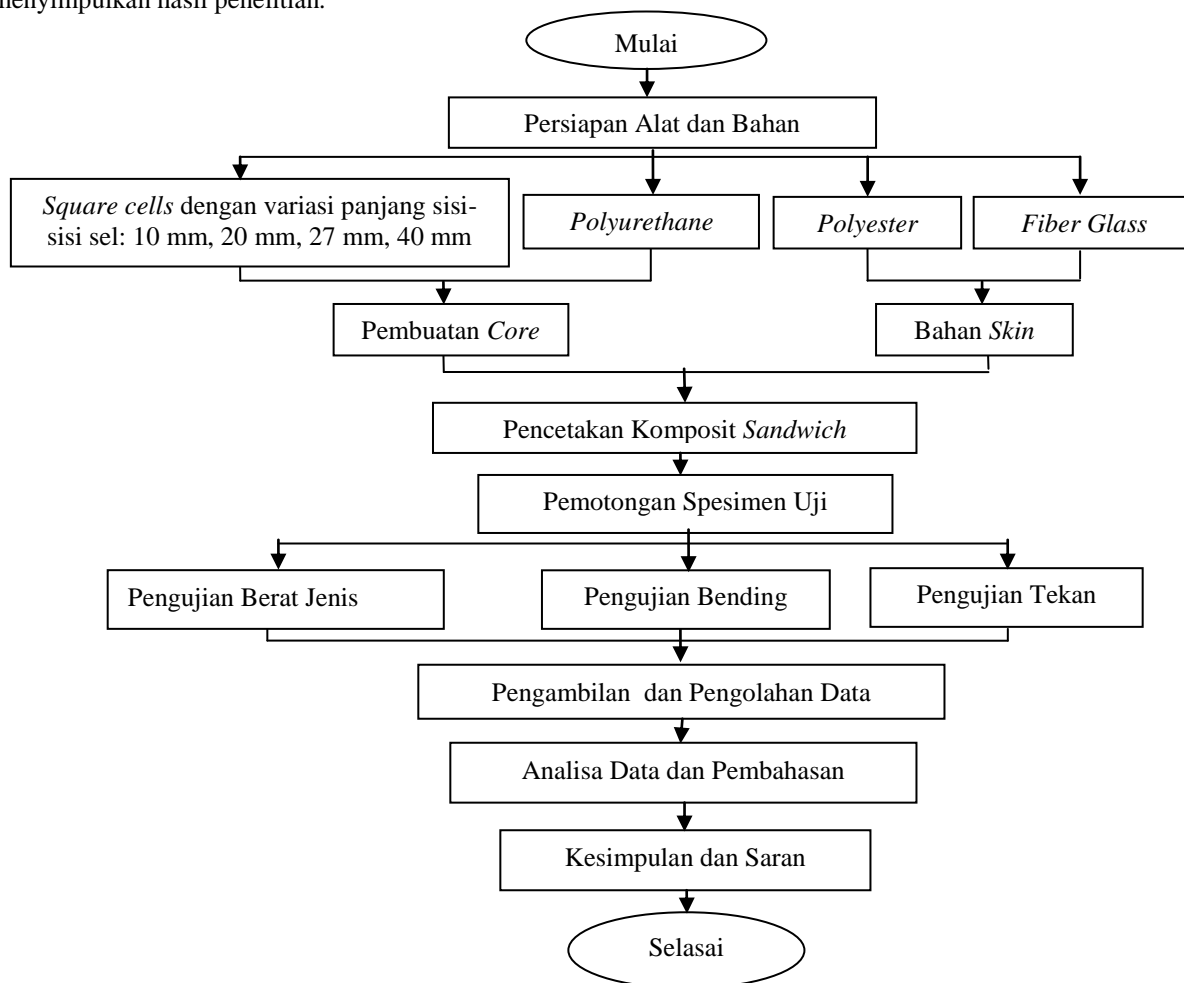 menyimpulkan hasil penelitian.
Mulai
Persiapan Alat dan Bahan
Square cells dengan variasi panjang sisi-
sisi sel: 10 mm, 20 mm, 27 mm, 40 mm
Polyurethane
Polyester
Fiber Glass
Pembuatan Core
Bahan Skin
Pencetakan Komposit Sandwich
Pemotongan Spesimen Uji
Pengujian Berat Jenis
Pengujian Bending
Pengujian Tekan
Pengambilan dan Pengolahan Data
Analisa Data dan Pembahasan
Kesimpulan dan Saran
Selasai